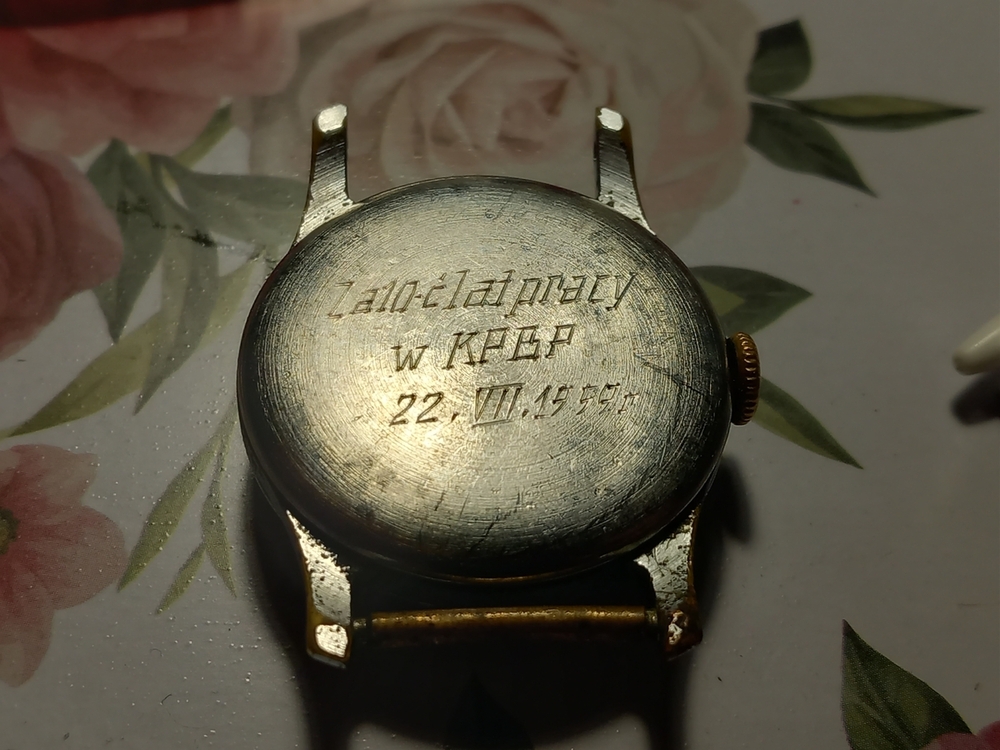 Za 10-ć lat pracy
w KPBP
22. VII. 1959 r